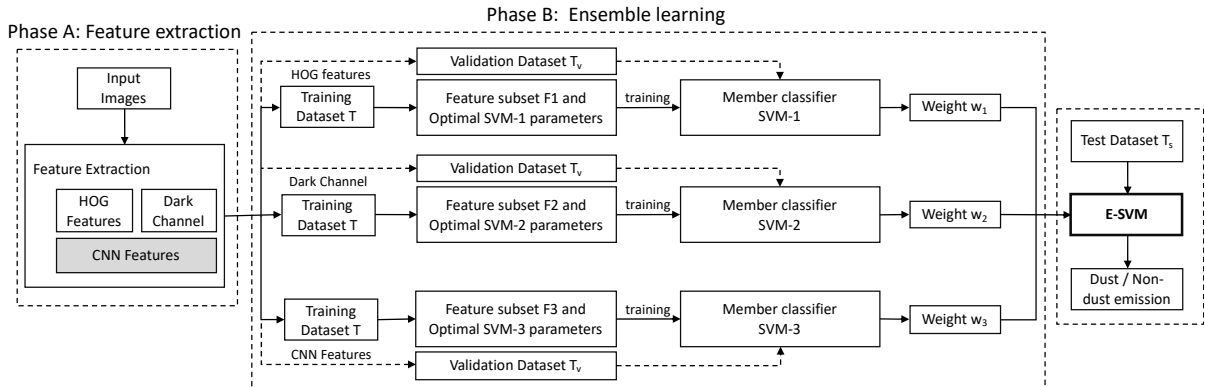 Phase B: Ensemble learning
Phase A: Feature extraction
Input
Images
Feature Extraction
HOG
Features
Dark
Channel
CNN Features
HOG features
Validation Dataset Tv
Training
Dataset T
Feature subset F1 and
Optimal SVM-1 parameters
training
Member classifier
SVM-1
Weight w1
Dark Channel
Validation Dataset Tv
Training
Dataset T
Feature subset F2 and
Optimal SVM-2 parameters
training
Member classifier
SVM-2
Weight w2
Training
Dataset T
Feature subset F3 and
Optimal SVM-3 parameters
training
Member classifier
SVM-3
Weight w3
CNN Features
Validation Dataset Tv
Test Dataset Ts
E-SVM
Dust / Non-
dust emission